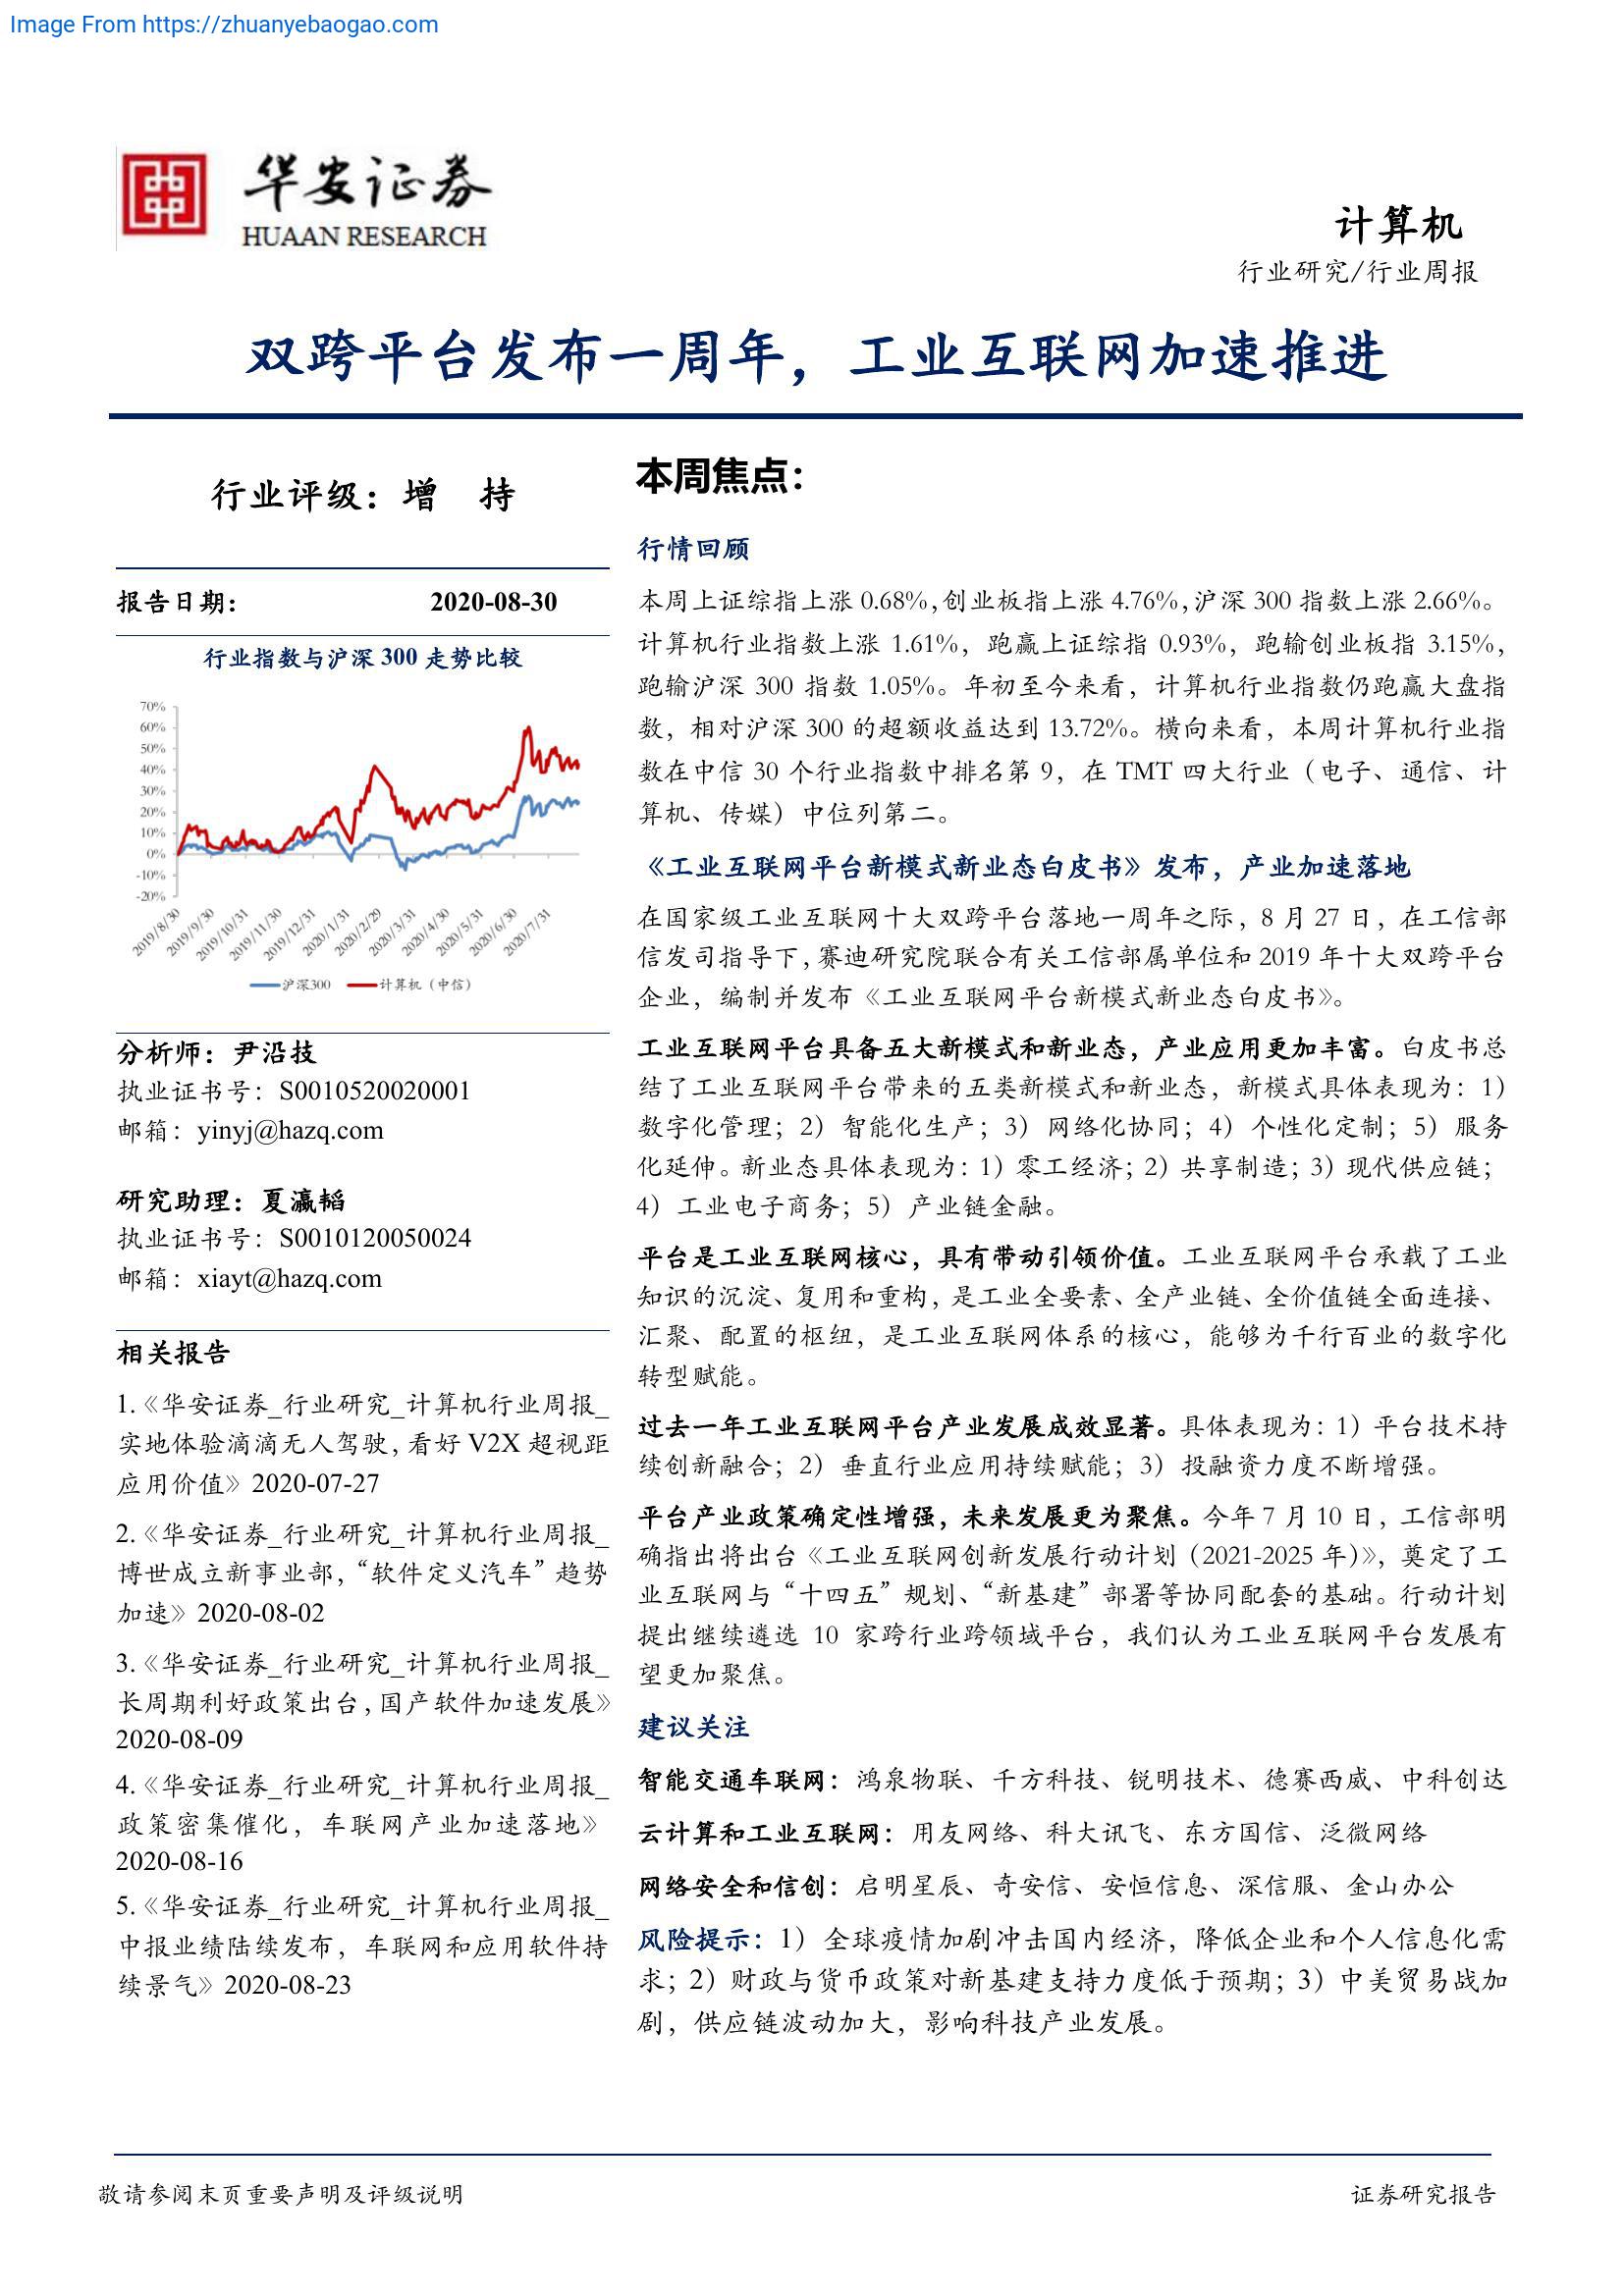 Image From https://zhuanyebaogao.com
华安证券
HUAAN RESEARCH
计算机
行业研究/行业周报
双跨平台发布一周年，工业互联网加速推进
行业评级：增 持
报告日期： 2020-08-30
行业指数与沪深 300 走势比较
70%
60%
50%
40%
30%
20%
10%
0%
-10%
-20%
2019/8/30
2019/9/30
2019/10/31
2019/11/30
2019/12/31
2020/1/31
2020/2/29
2020/3/31
2020/4/30
2020/5/31
2020/6/30
2020/7/31
沪深300 计算机（中信）
分析师：尹沿技
执业证书号：S0010520020001
邮箱：yinyj@hazq.com
研究助理：夏瀛韬
执业证书号：S0010120050024
邮箱：xiayt@hazq.com
相关报告
1.《华安证券_行业研究_计算机行业周报_
实地体验滴滴无人驾驶，看好 V2X 超视距
应用价值》2020-07-27
2.《华安证券_行业研究_计算机行业周报_
博世成立新事业部，“软件定义汽车”趋势
加速》2020-08-02
3.《华安证券_行业研究_计算机行业周报_
长周期利好政策出台，国产软件加速发展》
2020-08-09
4.《华安证券_行业研究_计算机行业周报_
政策密集催化，车联网产业加速落地》
2020-08-16
5.《华安证券_行业研究_计算机行业周报_
中报业绩陆续发布，车联网和应用软件持
续景气》2020-08-23
本周焦点：
行情回顾
本周上证综指上涨 0.68%，创业板指上涨 4.76%，沪深 300 指数上涨 2.66%。
计算机行业指数上涨 1.61%，跑赢上证综指 0.93%，跑输创业板指 3.15%，
跑输沪深 300 指数 1.05%。年初至今来看，计算机行业指数仍跑赢大盘指
数，相对沪深 300 的超额收益达到 13.72%。横向来看，本周计算机行业指
数在中信 30 个行业指数中排名第 9，在 TMT 四大行业（电子、通信、计
算机、传媒）中位列第二。
《工业互联网平台新模式新业态白皮书》发布，产业加速落地
在国家级工业互联网十大双跨平台落地一周年之际，8 月 27 日，在工信部
信发司指导下，赛迪研究院联合有关工信部属单位和 2019 年十大双跨平台
企业，编制并发布《工业互联网平台新模式新业态白皮书》。
工业互联网平台具备五大新模式和新业态，产业应用更加丰富。白皮书总
结了工业互联网平台带来的五类新模式和新业态，新模式具体表现为：1）
数字化管理；2）智能化生产；3）网络化协同；4）个性化定制；5）服务
化延伸。新业态具体表现为：1）零工经济；2）共享制造；3）现代供应链；
4）工业电子商务；5）产业链金融。
平台是工业互联网核心，具有带动引领价值。工业互联网平台承载了工业
知识的沉淀、复用和重构，是工业全要素、全产业链、全价值链全面连接、
汇聚、配置的枢纽，是工业互联网体系的核心，能够为千行百业的数字化
转型赋能。
过去一年工业互联网平台产业发展成效显著。具体表现为：1）平台技术持
续创新融合；2）垂直行业应用持续赋能；3）投融资力度不断增强。
平台产业政策确定性增强，未来发展更为聚焦。今年 7 月 10 日，工信部明
确指出将出台《工业互联网创新发展行动计划（2021-2025 年）》，奠定了工
业互联网与“十四五”规划、“新基建”部署等协同配套的基础。行动计划
提出继续遴选 10 家跨行业跨领域平台，我们认为工业互联网平台发展有
望更加聚焦。
建议关注
智能交通车联网：鸿泉物联、千方科技、锐明技术、德赛西威、中科创达
云计算和工业互联网：用友网络、科大讯飞、东方国信、泛微网络
网络安全和信创：启明星辰、奇安信、安恒信息、深信服、金山办公
风险提示：1）全球疫情加剧冲击国内经济，降低企业和个人信息化需
求；2）财政与货币政策对新基建支持力度低于预期；3）中美贸易战加
剧，供应链波动加大，影响科技产业发展。
敬请参阅末页重要声明及评级说明 证券研究报告